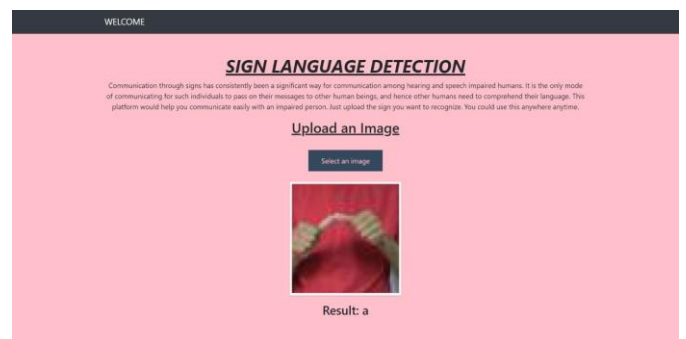 WELCOME
SIGN LANGUAGE DETECTION
Communication through signs has consistently been a significant way for communication among hearing and speech impaired humans. It is the only mode
of communicating for such individuals to pass on their messages to other human beings, and hence other humans need to comprehend their language. This
platform would help you communicate easily with an impaired person. Just upload the sign you want to recognize. You could use this anywhere anytime.
Upload an Image
Select an image
Result: a